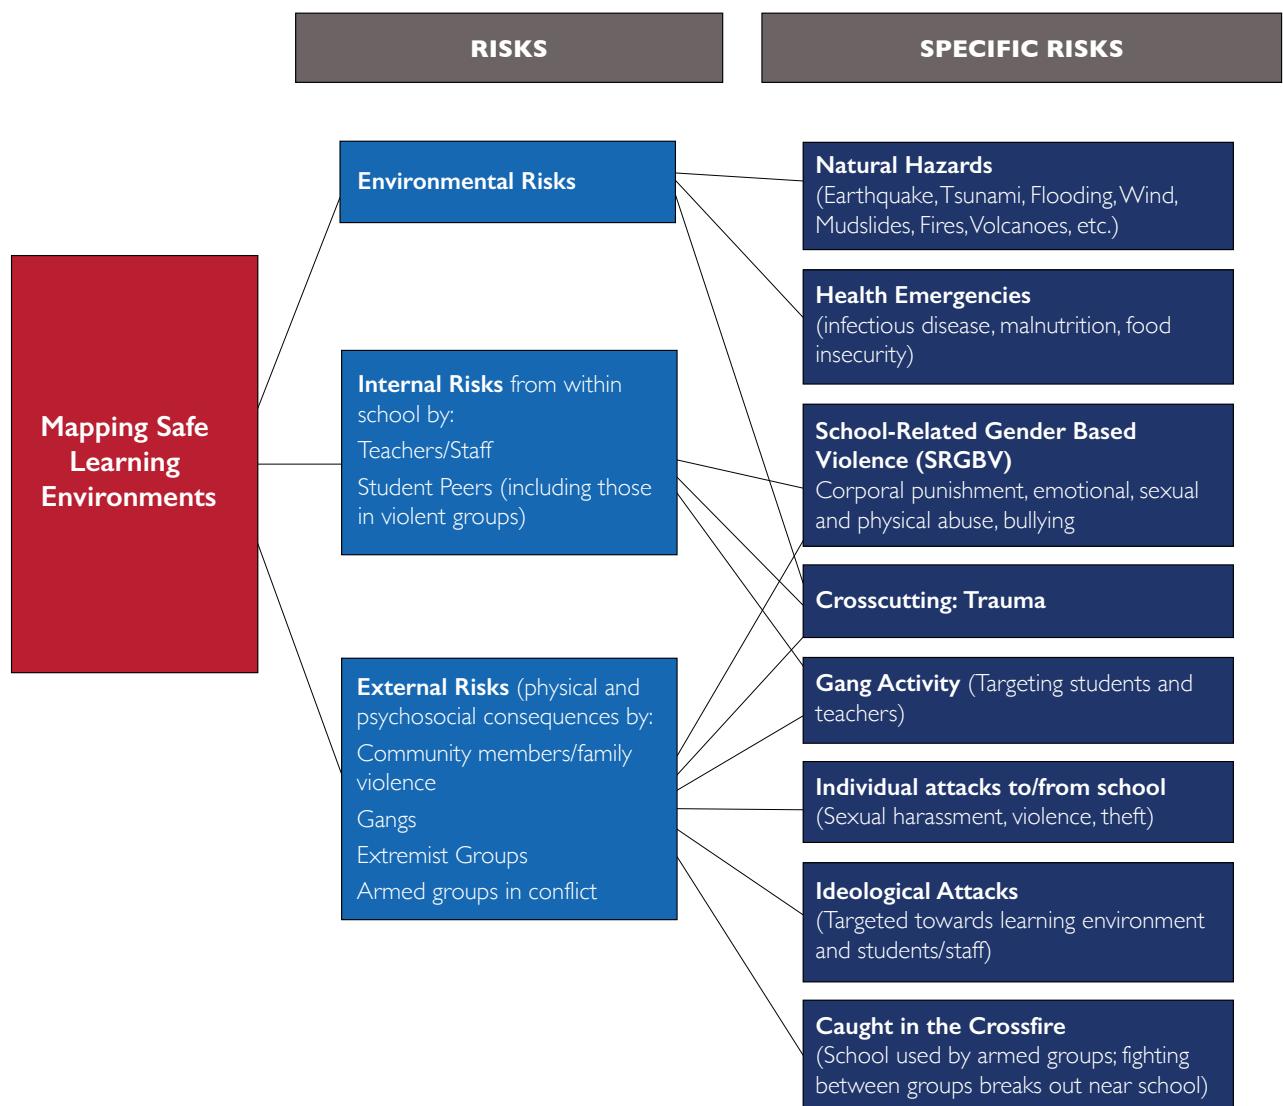 RISKS
SPECIFIC RISKS
Mapping Safe
Learning
Environments
Environmental Risks
Internal Risks from within
school by:
Teachers/Staff
Student Peers (including those
in violent groups)
External Risks (physical and
psychosocial consequences by:
Community members/family
violence
Gangs
Extremist Groups
Armed groups in conflict
Natural Hazards
(Earthquake, Tsunami, Flooding, Wind,
Mudslides, Fires, Volcanoes, etc.)
Health Emergencies
(infectious disease, malnutrition, food
insecurity)
School-Related Gender Based
Violence (SRGBV)
Corporal punishment, emotional, sexual
and physical abuse, bullying
Crosscutting: Trauma
Gang Activity (Targeting students and
teachers)
Individual attacks to/from school
(Sexual harassment, violence, theft)
Ideological Attacks
(Targeted towards learning environment
and students/staff)
Caught in the Crossfire
(School used by armed groups; fighting
between groups breaks out near school)